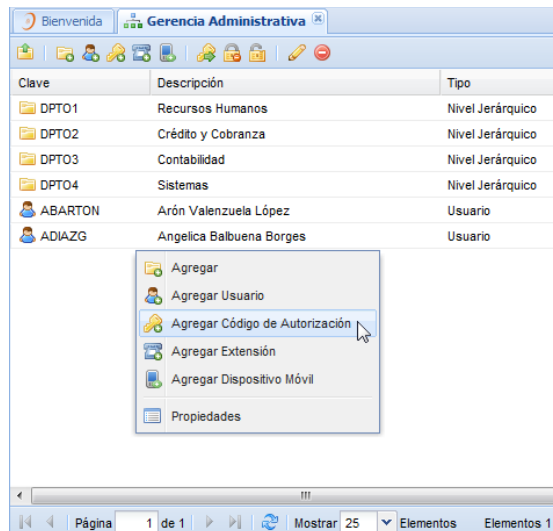 Bienvenida Gerencia Administrativa
Clave Descripción Tipo
DPTO1 Recursos Humanos Nivel Jerárquico
DPTO2 Crédito y Cobranza Nivel Jerárquico
DPTO3 Contabilidad Nivel Jerárquico
DPTO4 Sistemas Nivel Jerárquico
ABARTON Arón Valenzuela López Usuario
ADIAZG Angelica Balbuena Borges Usuario
Agregar
Agregar Usuario
Agregar Código de Autorización
Agregar Extensión
Agregar Dispositivo Móvil
Propiedades
Página 1 de 1 Mostrar 25 Elementos Elementos 1